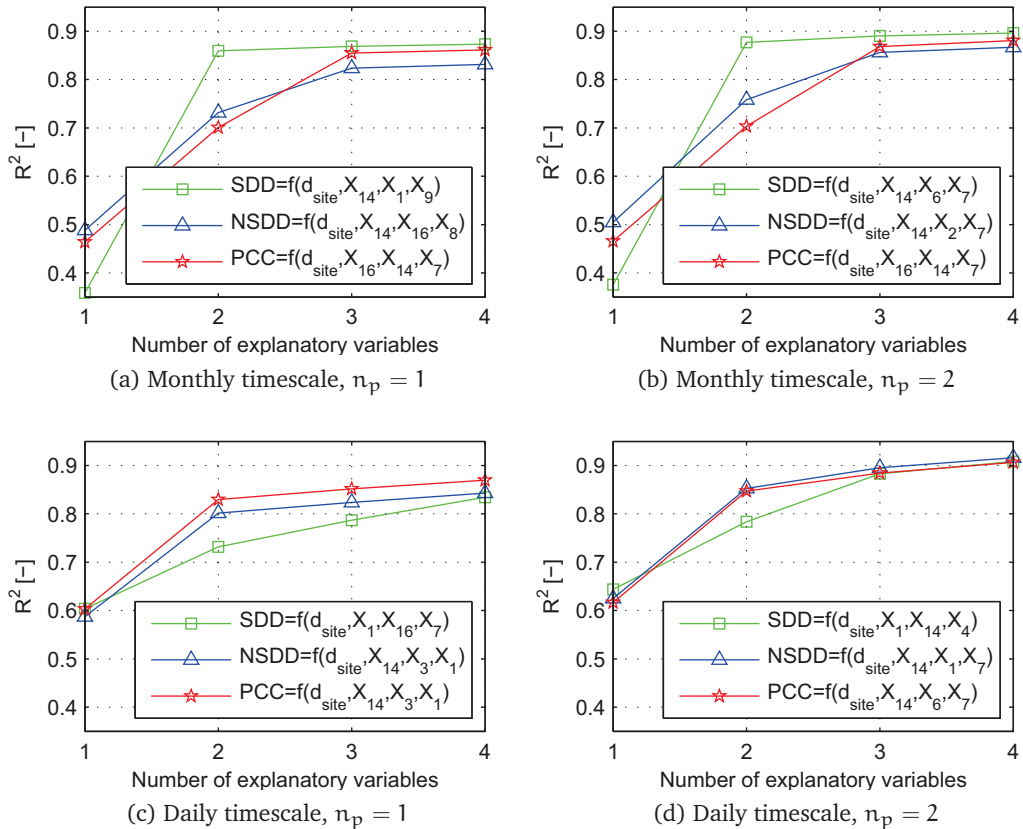 0.9
0.8
0.7
0.6
0.5
0.4
R² [−]
SDD=f(d_site,X_14,X_1,X_9)
NSDD=f(d_site,X_14,X_16,X_8)
PCC=f(d_site,X_16,X_14,X_7)
1 2 3 4
Number of explanatory variables
(a) Monthly timescale, n_p = 1
0.9
0.8
0.7
0.6
0.5
0.4
R² [−]
SDD=f(d_site,X_14,X_6,X_7)
NSDD=f(d_site,X_14,X_2,X_7)
PCC=f(d_site,X_16,X_14,X_7)
1 2 3 4
Number of explanatory variables
(b) Monthly timescale, n_p = 2
0.9
0.8
0.7
0.6
0.5
0.4
R² [−]
SDD=f(d_site,X_1,X_16,X_7)
NSDD=f(d_site,X_14,X_3,X_1)
PCC=f(d_site,X_14,X_3,X_1)
1 2 3 4
Number of explanatory variables
(c) Daily timescale, n_p = 1
0.9
0.8
0.7
0.6
0.5
0.4
R² [−]
SDD=f(d_site,X_1,X_14,X_4)
NSDD=f(d_site,X_14,X_1,X_7)
PCC=f(d_site,X_14,X_6,X_7)
1 2 3 4
Number of explanatory variables
(d) Daily timescale, n_p = 2